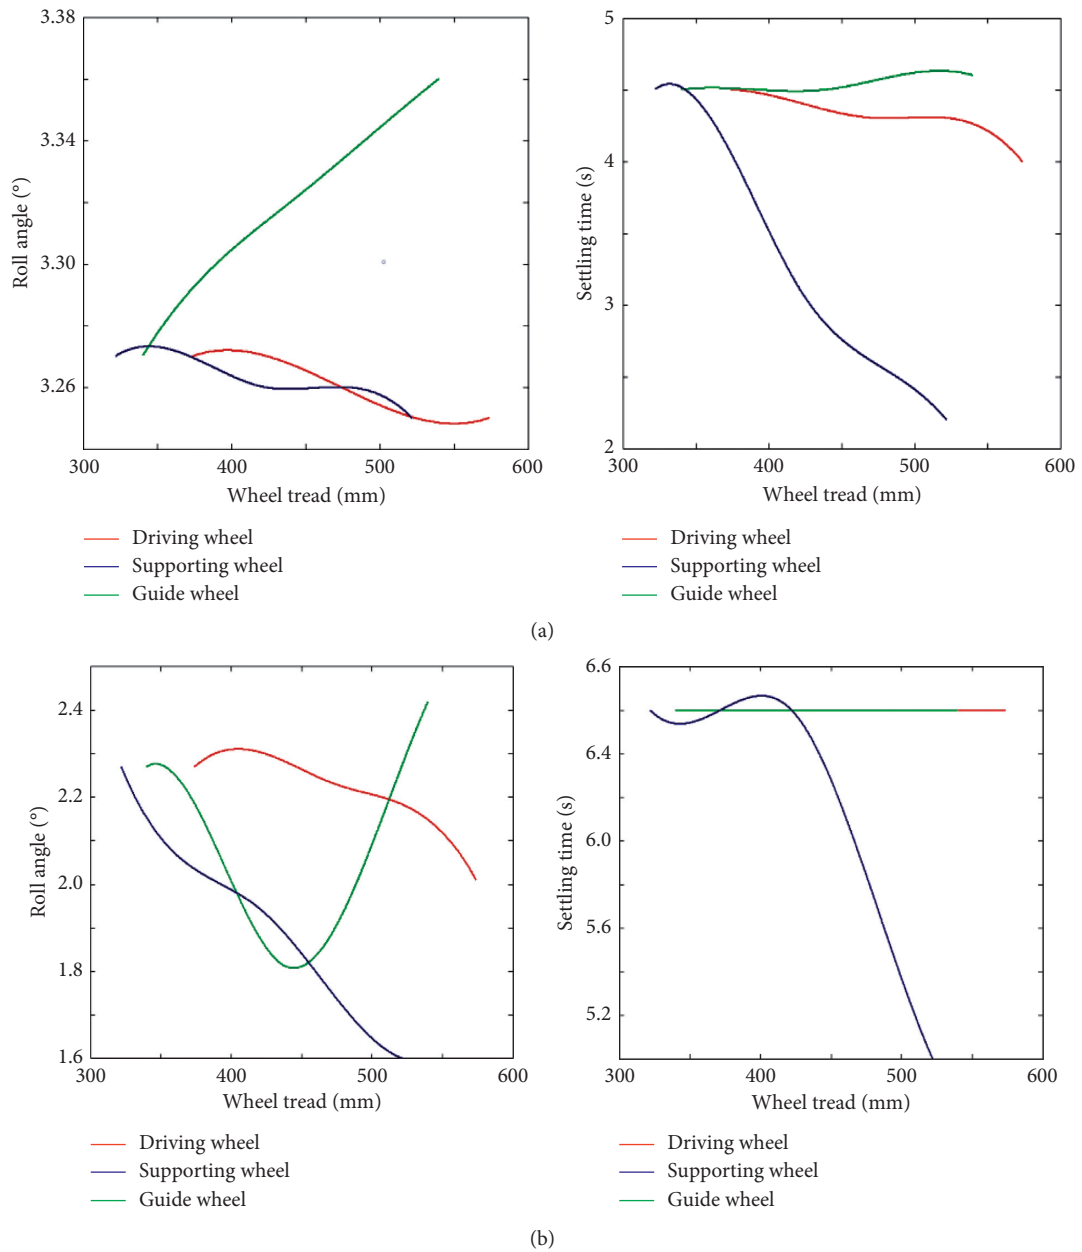 3.38
3.34
3.30
3.26
Roll angle (°)
300 400 500 600
Wheel tread (mm)
Driving wheel
Supporting wheel
Guide wheel
5
4
3
2
Settling time (s)
300 400 500 600
Wheel tread (mm)
Driving wheel
Supporting wheel
Guide wheel
(a)
2.4
2.2
2.0
1.8
1.6
Roll angle (°)
300 400 500 600
Wheel tread (mm)
Driving wheel
Supporting wheel
Guide wheel
6.6
6.4
6.0
5.6
5.2
Settling time (s)
300 400 500 600
Wheel tread (mm)
Driving wheel
Supporting wheel
Guide wheel
(b)